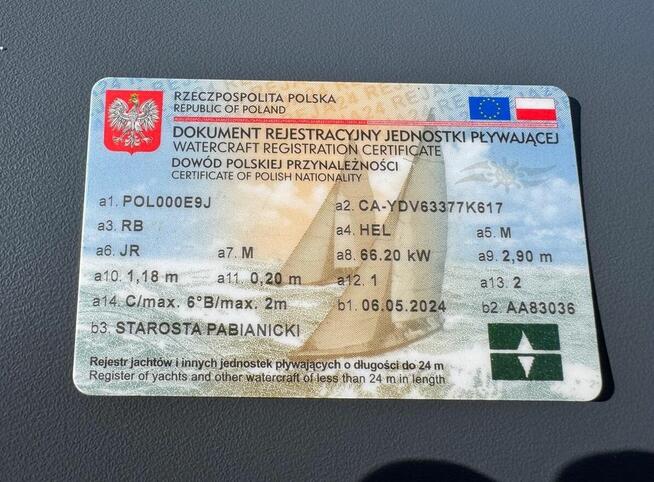 RZECZPOSPOLITA POLSKA
REPUBLIC OF POLAND
DOKUMENT REJESTRACYJNY JEDNOSTKI PŁYWAJĄCEJ
WATERCRAFT REGISTRATION CERTIFICATE
DOWÓD POLSKIEJ PRZYNALEŻNOŚCI
CERTIFICATE OF POLISH NATIONALITY
a1. POL000E9J a2. CA-YDV63377K617
a3. RB a4. HEL a5. M
a6. JR a7. M a8. 66.20 kW a9. 2,90 m
a10. 1,18 m a11. 0,20 m a12. 1 a13. 2
a14. C/max. 6°B/max. 2m b1. 06.05.2024 b2. AA83036
b3. STAROSTA PABIANICKI
Rejestr jachtów i innych jednostek pływających o długości do 24 m
Register of yachts and other watercraft of less than 24 m in length